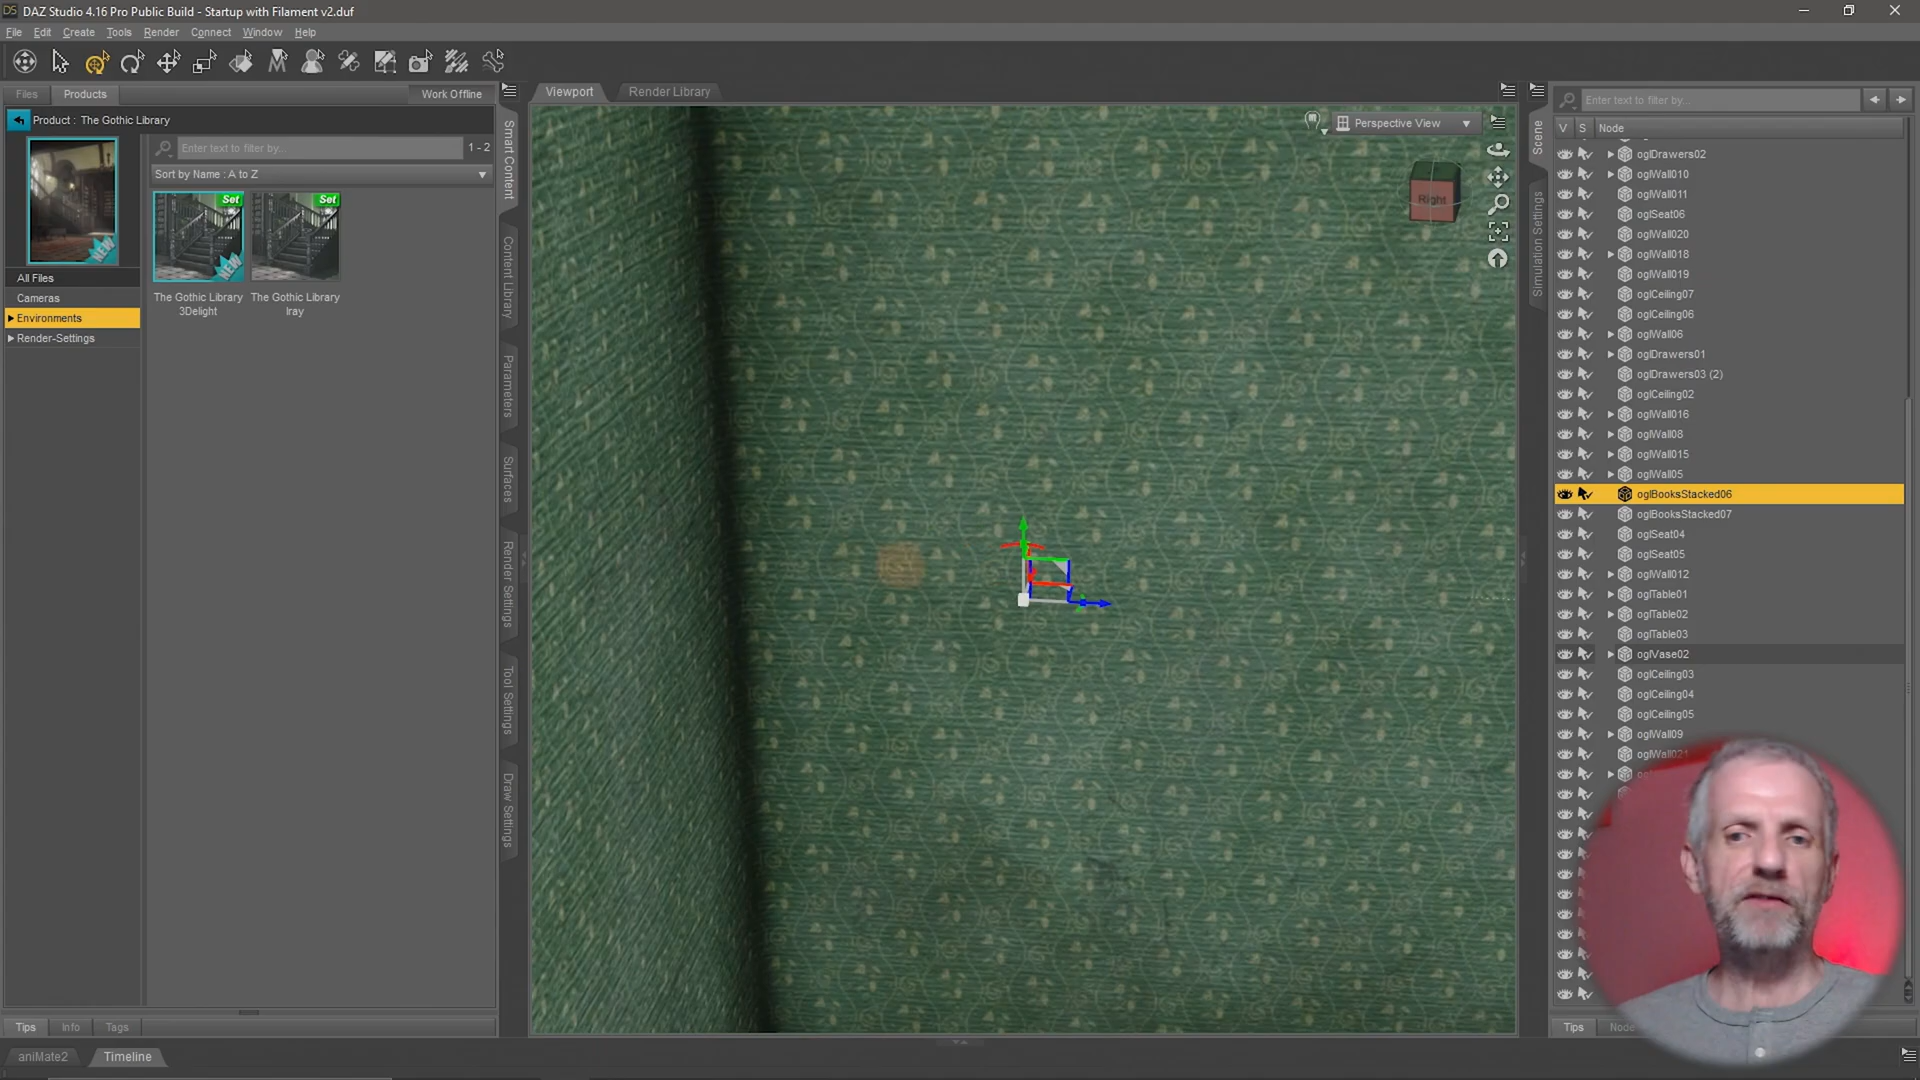 DAZ Studio 4.16 Pro Public Build - Startup with Filament v2.duf
File Edit Create Tools Render Connect Window Help
Files Products Work Offline
Product : The Gothic Library
Enter text to filter by...
1 - 2
Sort by Name : A to Z
All Files
Cameras
Environments
Render-Settings
NEW
Set
NEW
Set
The Gothic Library
3Delight
The Gothic Library
Iray
Tips Info Tags
aniMate2 Timeline
Smart Content
Content Library
Parameters
Surfaces
Render Settings
Tool Settings
Draw Settings
Viewport Render Library
Perspective View
Right
Scene
Simulation Settings
Enter text to filter by...
V S Node
oglDrawers02
oglWall010
oglWall011
oglSeat06
oglWall020
oglWall018
oglWall019
oglCeiling07
oglCeiling06
oglWall06
oglDrawers01
oglDrawers03 (2)
oglCeiling02
oglWall016
oglWall08
oglWall015
oglWall05
oglBooksStacked06
oglBooksStacked07
oglSeat04
oglSeat05
oglWall012
oglTable01
oglTable02
oglTable03
oglVase02
oglCeiling03
oglCeiling04
oglCeiling05
oglWall09
oglWall021
Tips Node